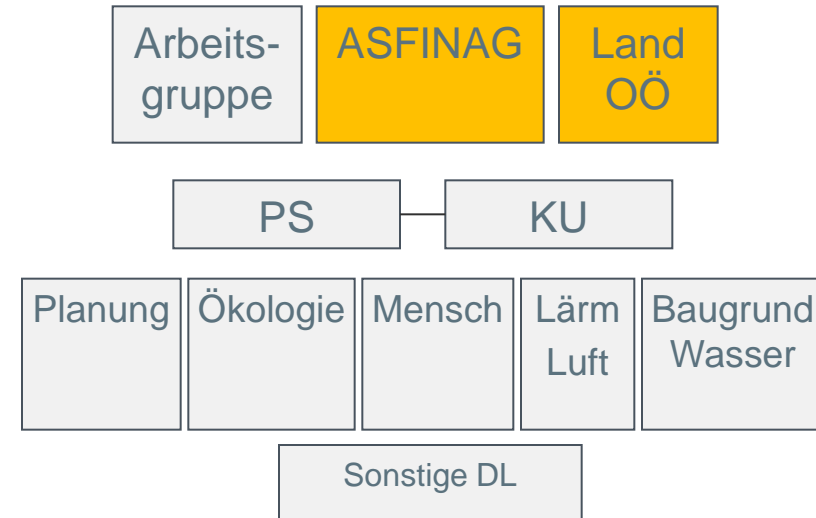 Arbeits-
gruppe
ASFINAG
Land
OÖ
PS
KU
Planung
Ökologie
Mensch
Lärm
Luft
Baugrund
Wasser
Sonstige DL